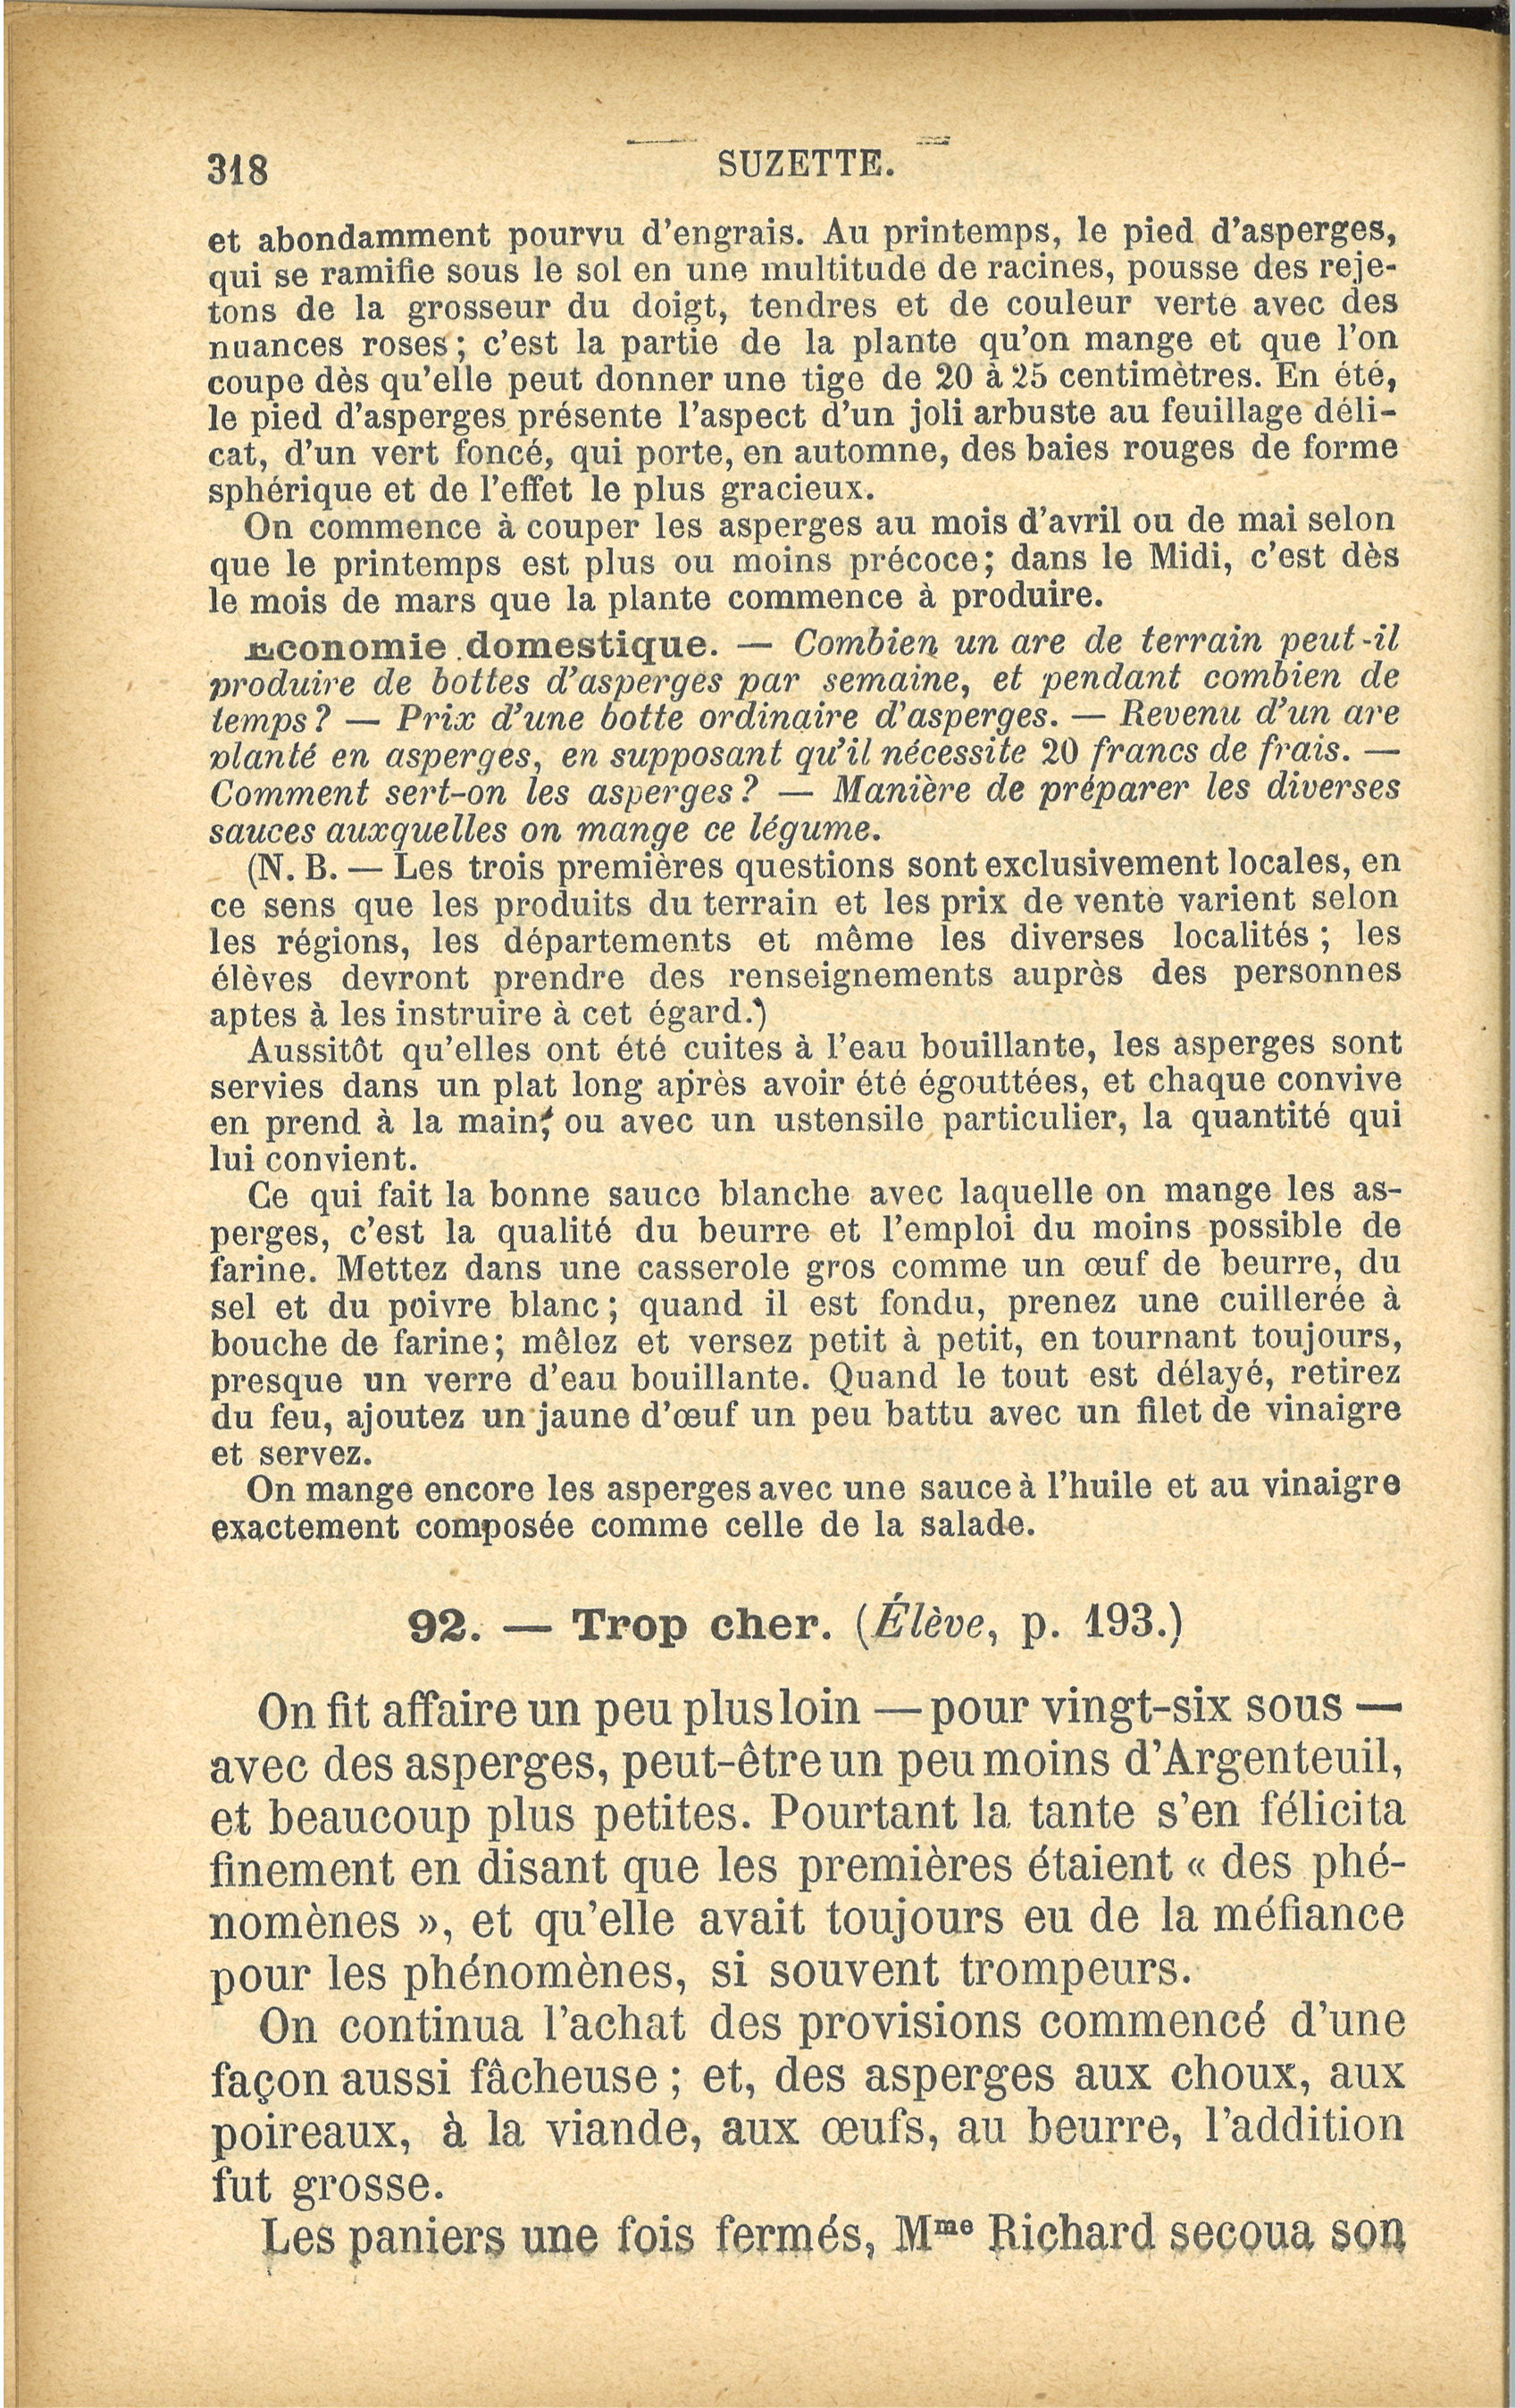 318
SUZETTE.
et abondamment pourvu d'engrais. Au printemps, le pied d'asperges,
qui se ramifie sous le sol en une multitude de racines, pousse des reje-
tons de la grosseur du doigt, tendres et de couleur verte avec des
nuances roses; c'est la partie de la plante qu'on mange et que l'on
coupe dès qu'elle peut donner une tige de 20 à 25 centimètres. En été,
le pied d'asperges présente l'aspect d'un joli arbuste au feuillage déli-
cat, d'un vert foncé, qui porte, en automne, des baies rouges de forme
sphérique et de l'effet le plus gracieux.
On commence à couper les asperges au mois d'avril ou de mai selon
que le printemps est plus ou moins précoce; dans le Midi, c'est dès
le mois de mars que la plante commence à produire.
Economie domestique. — Combien un are de terrain peut-il
produire de bottes d'asperges par semaine, et pendant combien de
temps? — Prix d'une botte ordinaire d'asperges. — Revenu d'un are
planté en asperges, en supposant qu'il nécessite 20 francs de frais. —
Comment sert-on les asperges? — Manière de préparer les diverses
sauces auxquelles on mange ce légume.
(N. B. — Les trois premières questions sont exclusivement locales, en
ce sens que les produits du terrain et les prix de vente varient selon
les régions, les départements et même les diverses localités; les
élèves devront prendre des renseignements auprès des personnes
aptes à les instruire à cet égard.)
Aussitôt qu'elles ont été cuites à l'eau bouillante, les asperges sont
servies dans un plat long après avoir été égouttées, et chaque convive
en prend à la main, ou avec un ustensile particulier, la quantité qui
lui convient.
Ce qui fait la bonne sauce blanche avec laquelle on mange les as-
perges, c'est la qualité du beurre et l'emploi du moins possible de
farine. Mettez dans une casserole gros comme un œuf de beurre, du
sel et du poivre blanc; quand il est fondu, prenez une cuillerée à
bouche de farine; mêlez et versez petit à petit, en tournant toujours,
presque un verre d'eau bouillante. Quand le tout est délayé, retirez
du feu, ajoutez un jaune d'œuf un peu battu avec un filet de vinaigre
et servez.
On mange encore les asperges avec une sauce à l'huile et au vinaigre
exactement composée comme celle de la salade.
92. — Trop cher. (Élève, p. 193.)
On fit affaire un peu plus loin — pour vingt-six sous —
avec des asperges, peut-être un peu moins d'Argenteuil,
et beaucoup plus petites. Pourtant la tante s'en félicita
finement en disant que les premières étaient « des phé-
nomènes », et qu'elle avait toujours eu de la méfiance
pour les phénomènes, si souvent trompeurs.
On continua l'achat des provisions commencé d'une
façon aussi fâcheuse; et, des asperges aux choux, aux
poireaux, à la viande, aux œufs, au beurre, l'addition
fut grosse.
Les paniers une fois fermés, Mme Richard secoua son